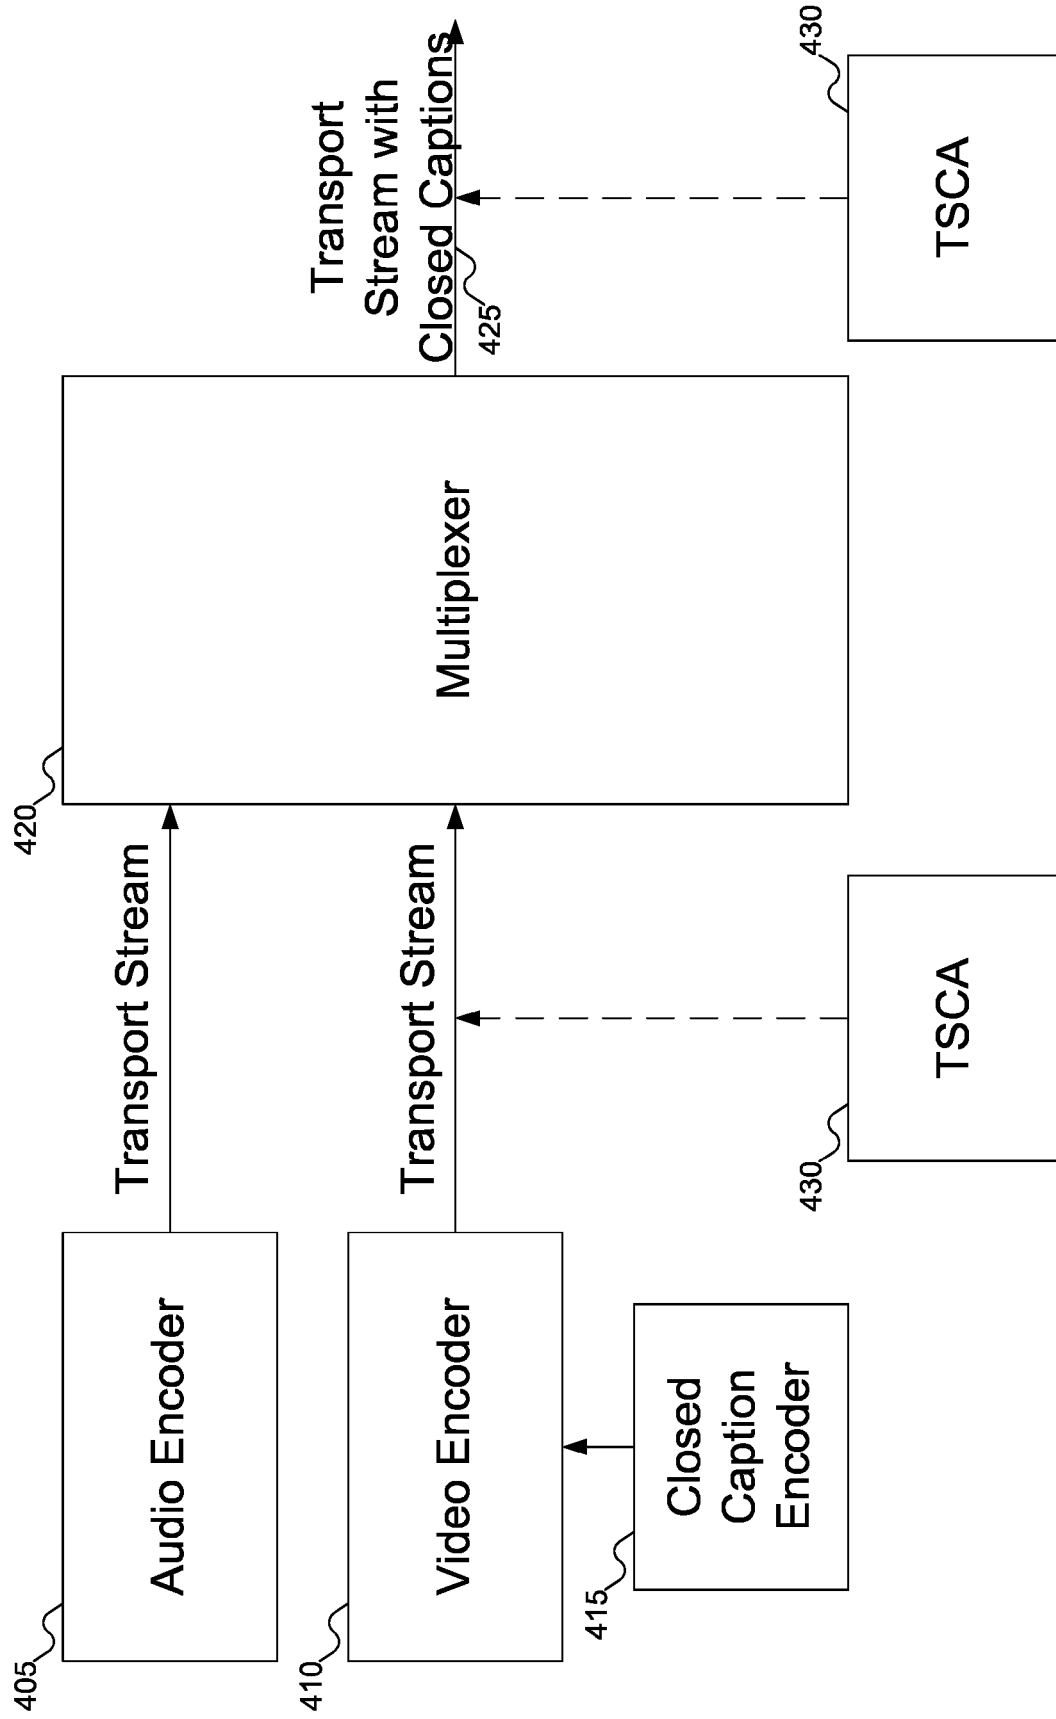 405
Audio Encoder
Transport Stream
420
Multiplexer
Transport
Stream with
Closed Captions
425
410
Video Encoder
Transport Stream
415
Closed
Caption
Encoder
430
TSCA
430
TSCA